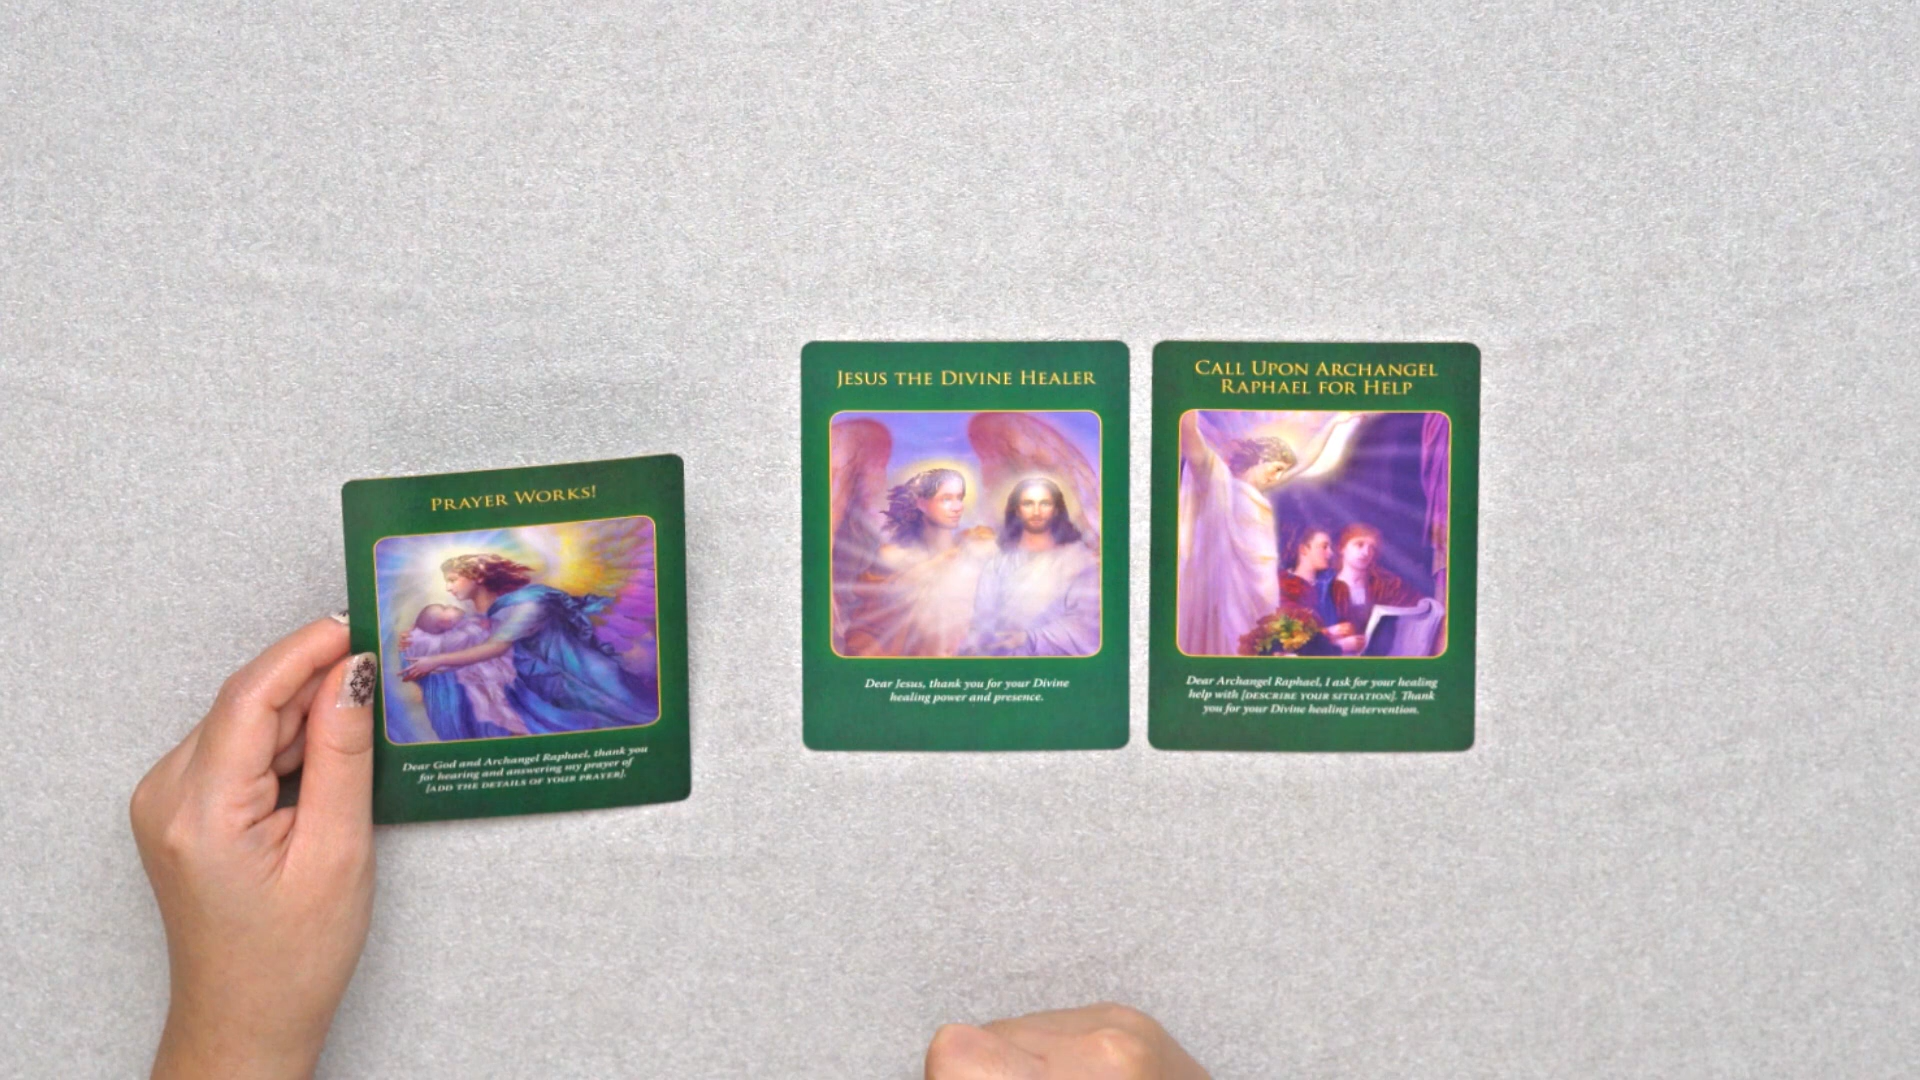 PRAYER WORKS!
Dear God and Archangel Raphael, thank you
for hearing and answering my prayer of
[ADD THE DETAILS OF YOUR PRAYER].
JESUS THE DIVINE HEALER
Dear Jesus, thank you for your Divine
healing power and presence.
CALL UPON ARCHANGEL
RAPHAEL FOR HELP
Dear Archangel Raphael, I ask for your healing
help with [DESCRIBE YOUR SITUATION]. Thank
you for your Divine healing intervention.